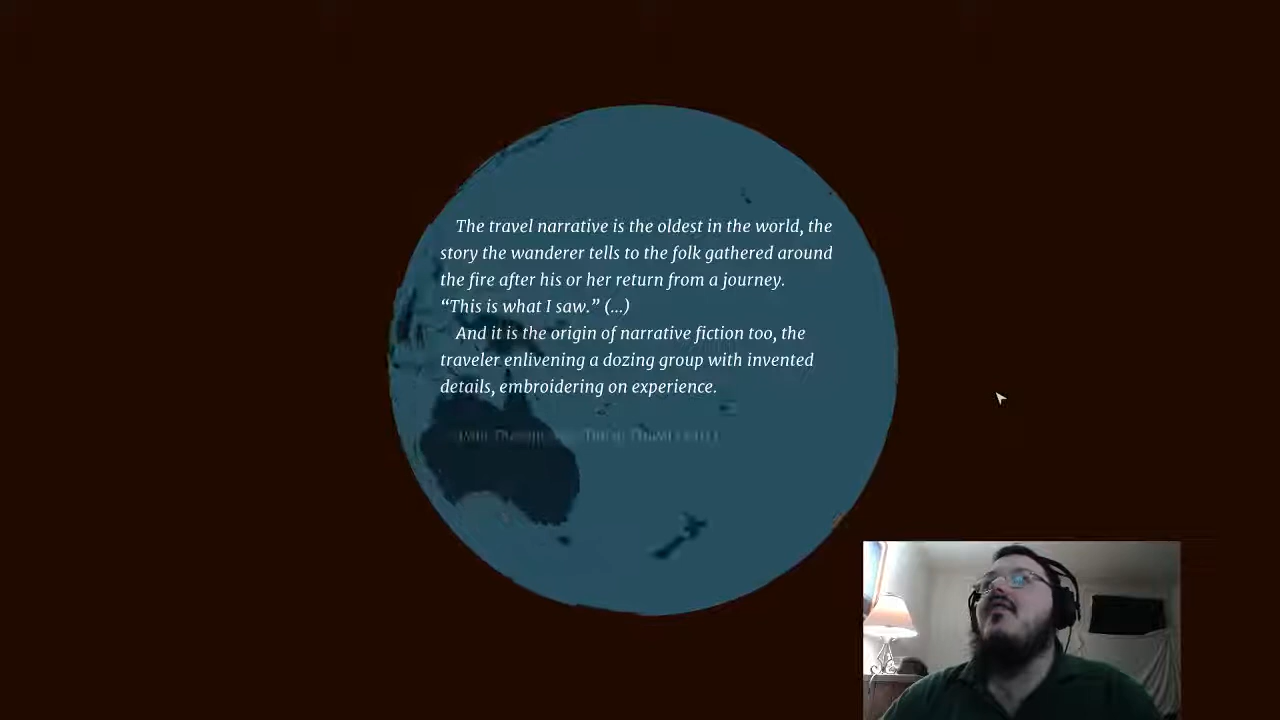 The travel narrative is the oldest in the world, the
story the wanderer tells to the folk gathered around
the fire after his or her return from a journey.
“This is what I saw.” (...)
And it is the origin of narrative fiction too, the
traveler enlivening a dozing group with invented
details, embroidering on experience.